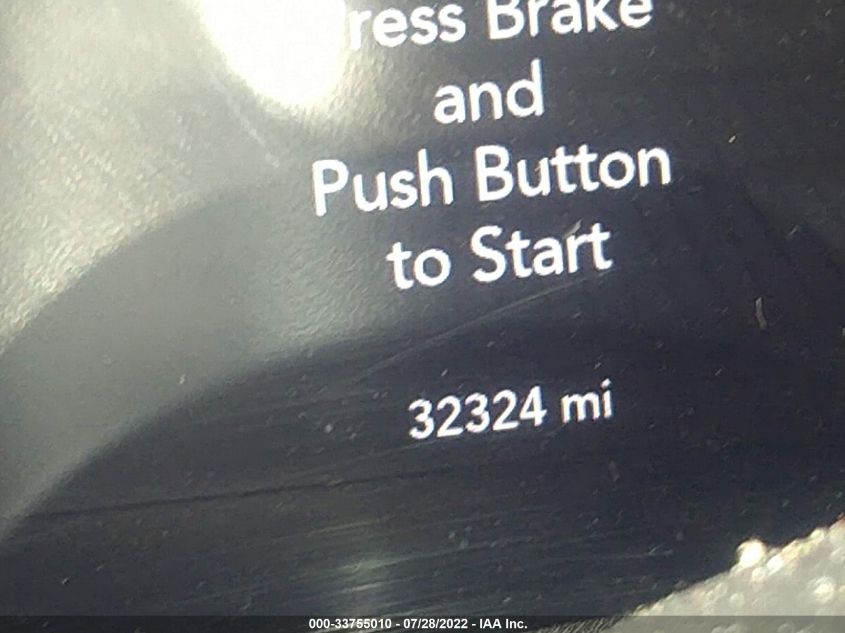 ress Brake
and
Push Button
to Start
32324 mi
000-33755010 - 07/28/2022 - IAA Inc.